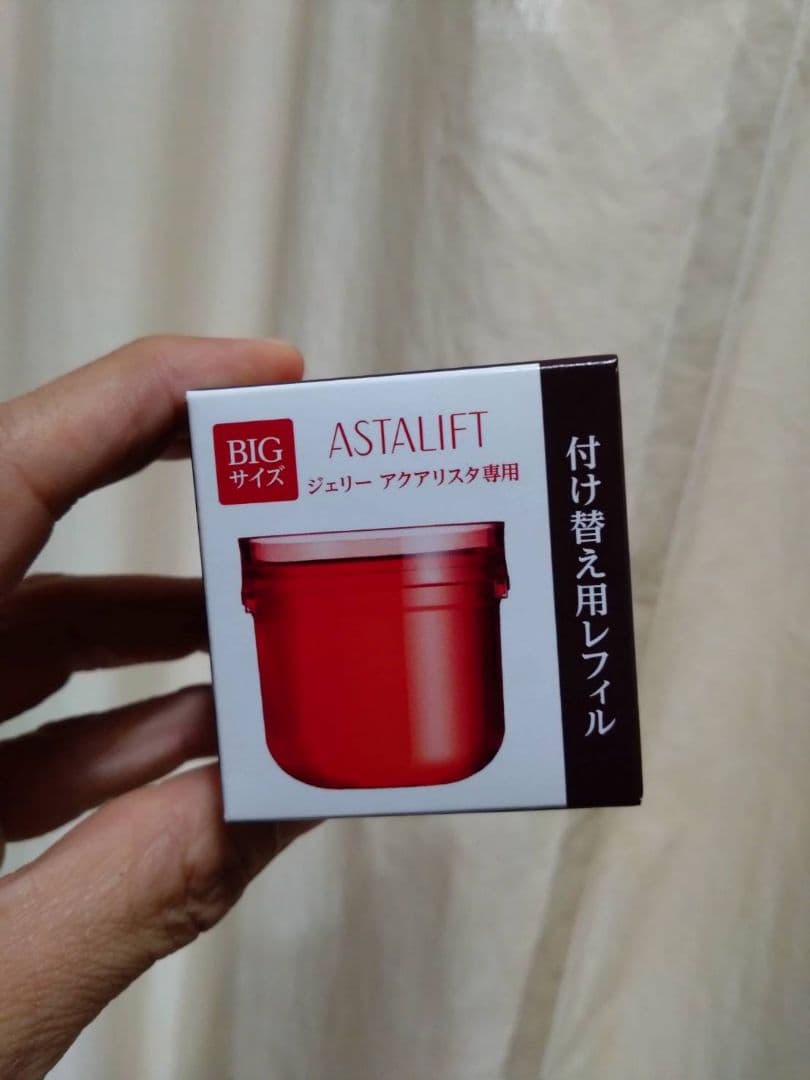 BIG
サイズ
ASTALIFT
ジェリー アクアリスタ専用
付け替え用レフィル